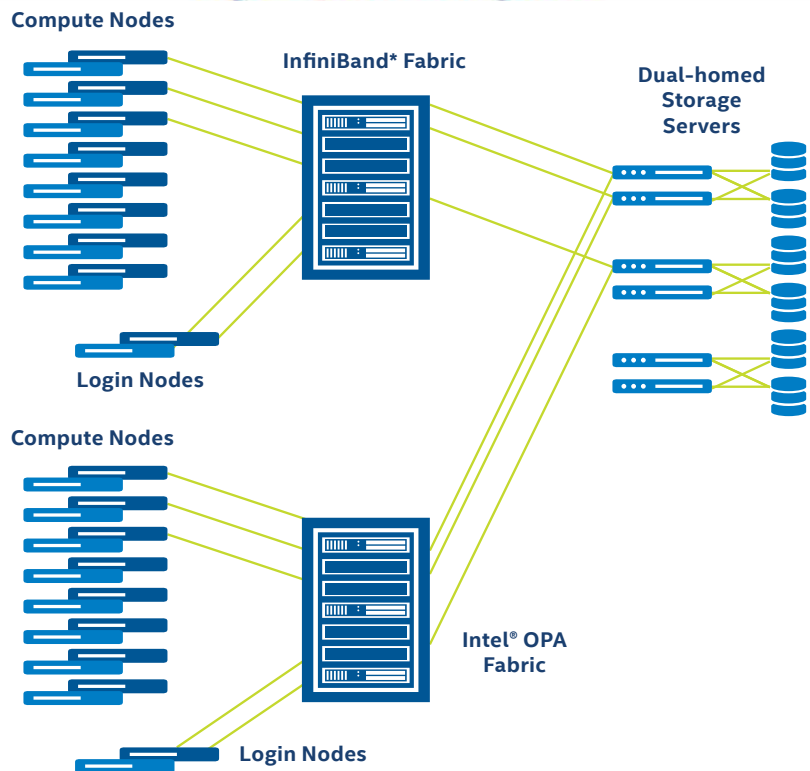 Compute Nodes
InfiniBand* Fabric
Dual-homed
Storage
Servers
Login Nodes
Compute Nodes
Intel® OPA
Fabric
Login Nodes